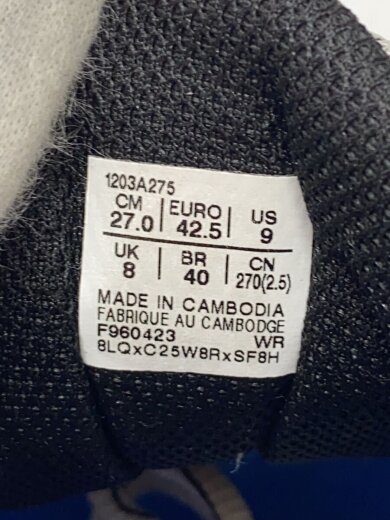 1203A275
CM EURO US
27.0 42.5 9
UK BR CN
8 40 270(2.5)
MADE IN CAMBODIA
FABRIQUE AU CAMBODGE
F960423 WR
8LQxC25W8RxSF8H